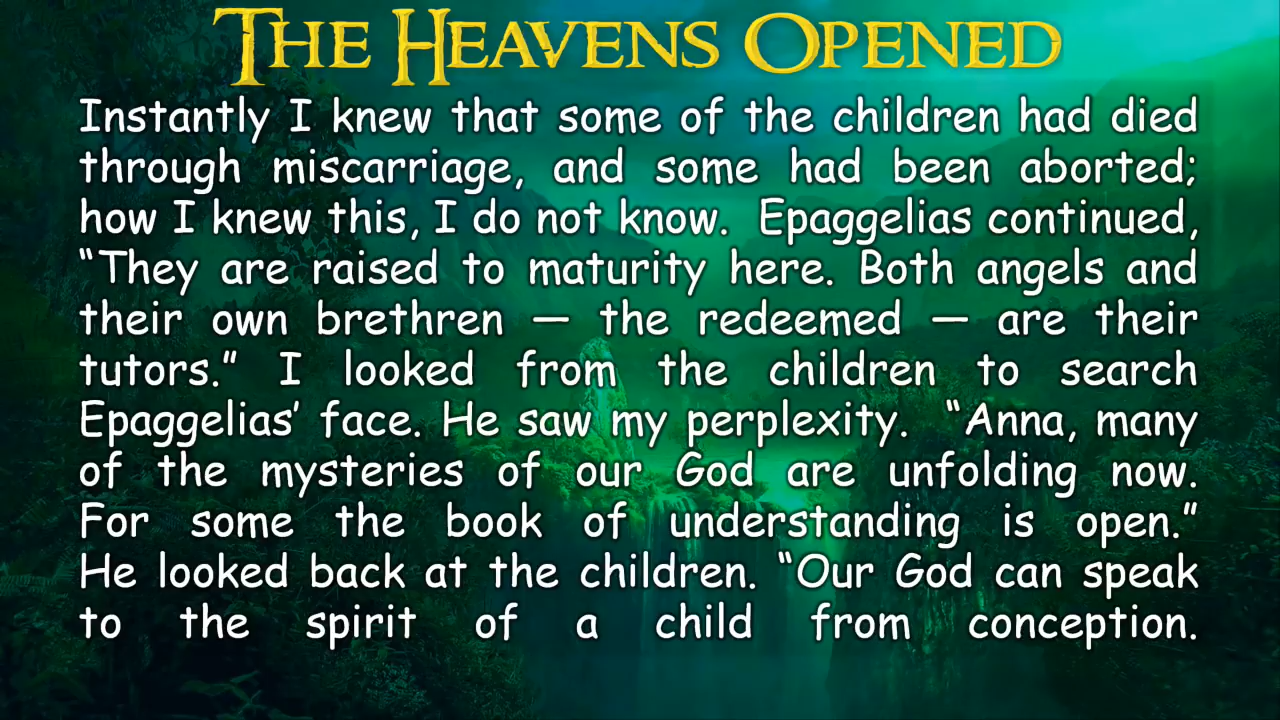 THE HEAVENS OPENED
Instantly I knew that some of the children had died
through miscarriage, and some had been aborted;
how I knew this, I do not know.  Epaggelias continued,
“They are raised to maturity here. Both angels and
their own brethren — the redeemed — are their
tutors.” I looked from the children to search
Epaggelias’ face. He saw my perplexity.  “Anna, many
of the mysteries of our God are unfolding now.
For some the book of understanding is open.”
He looked back at the children. “Our God can speak
to the spirit of a child from conception.